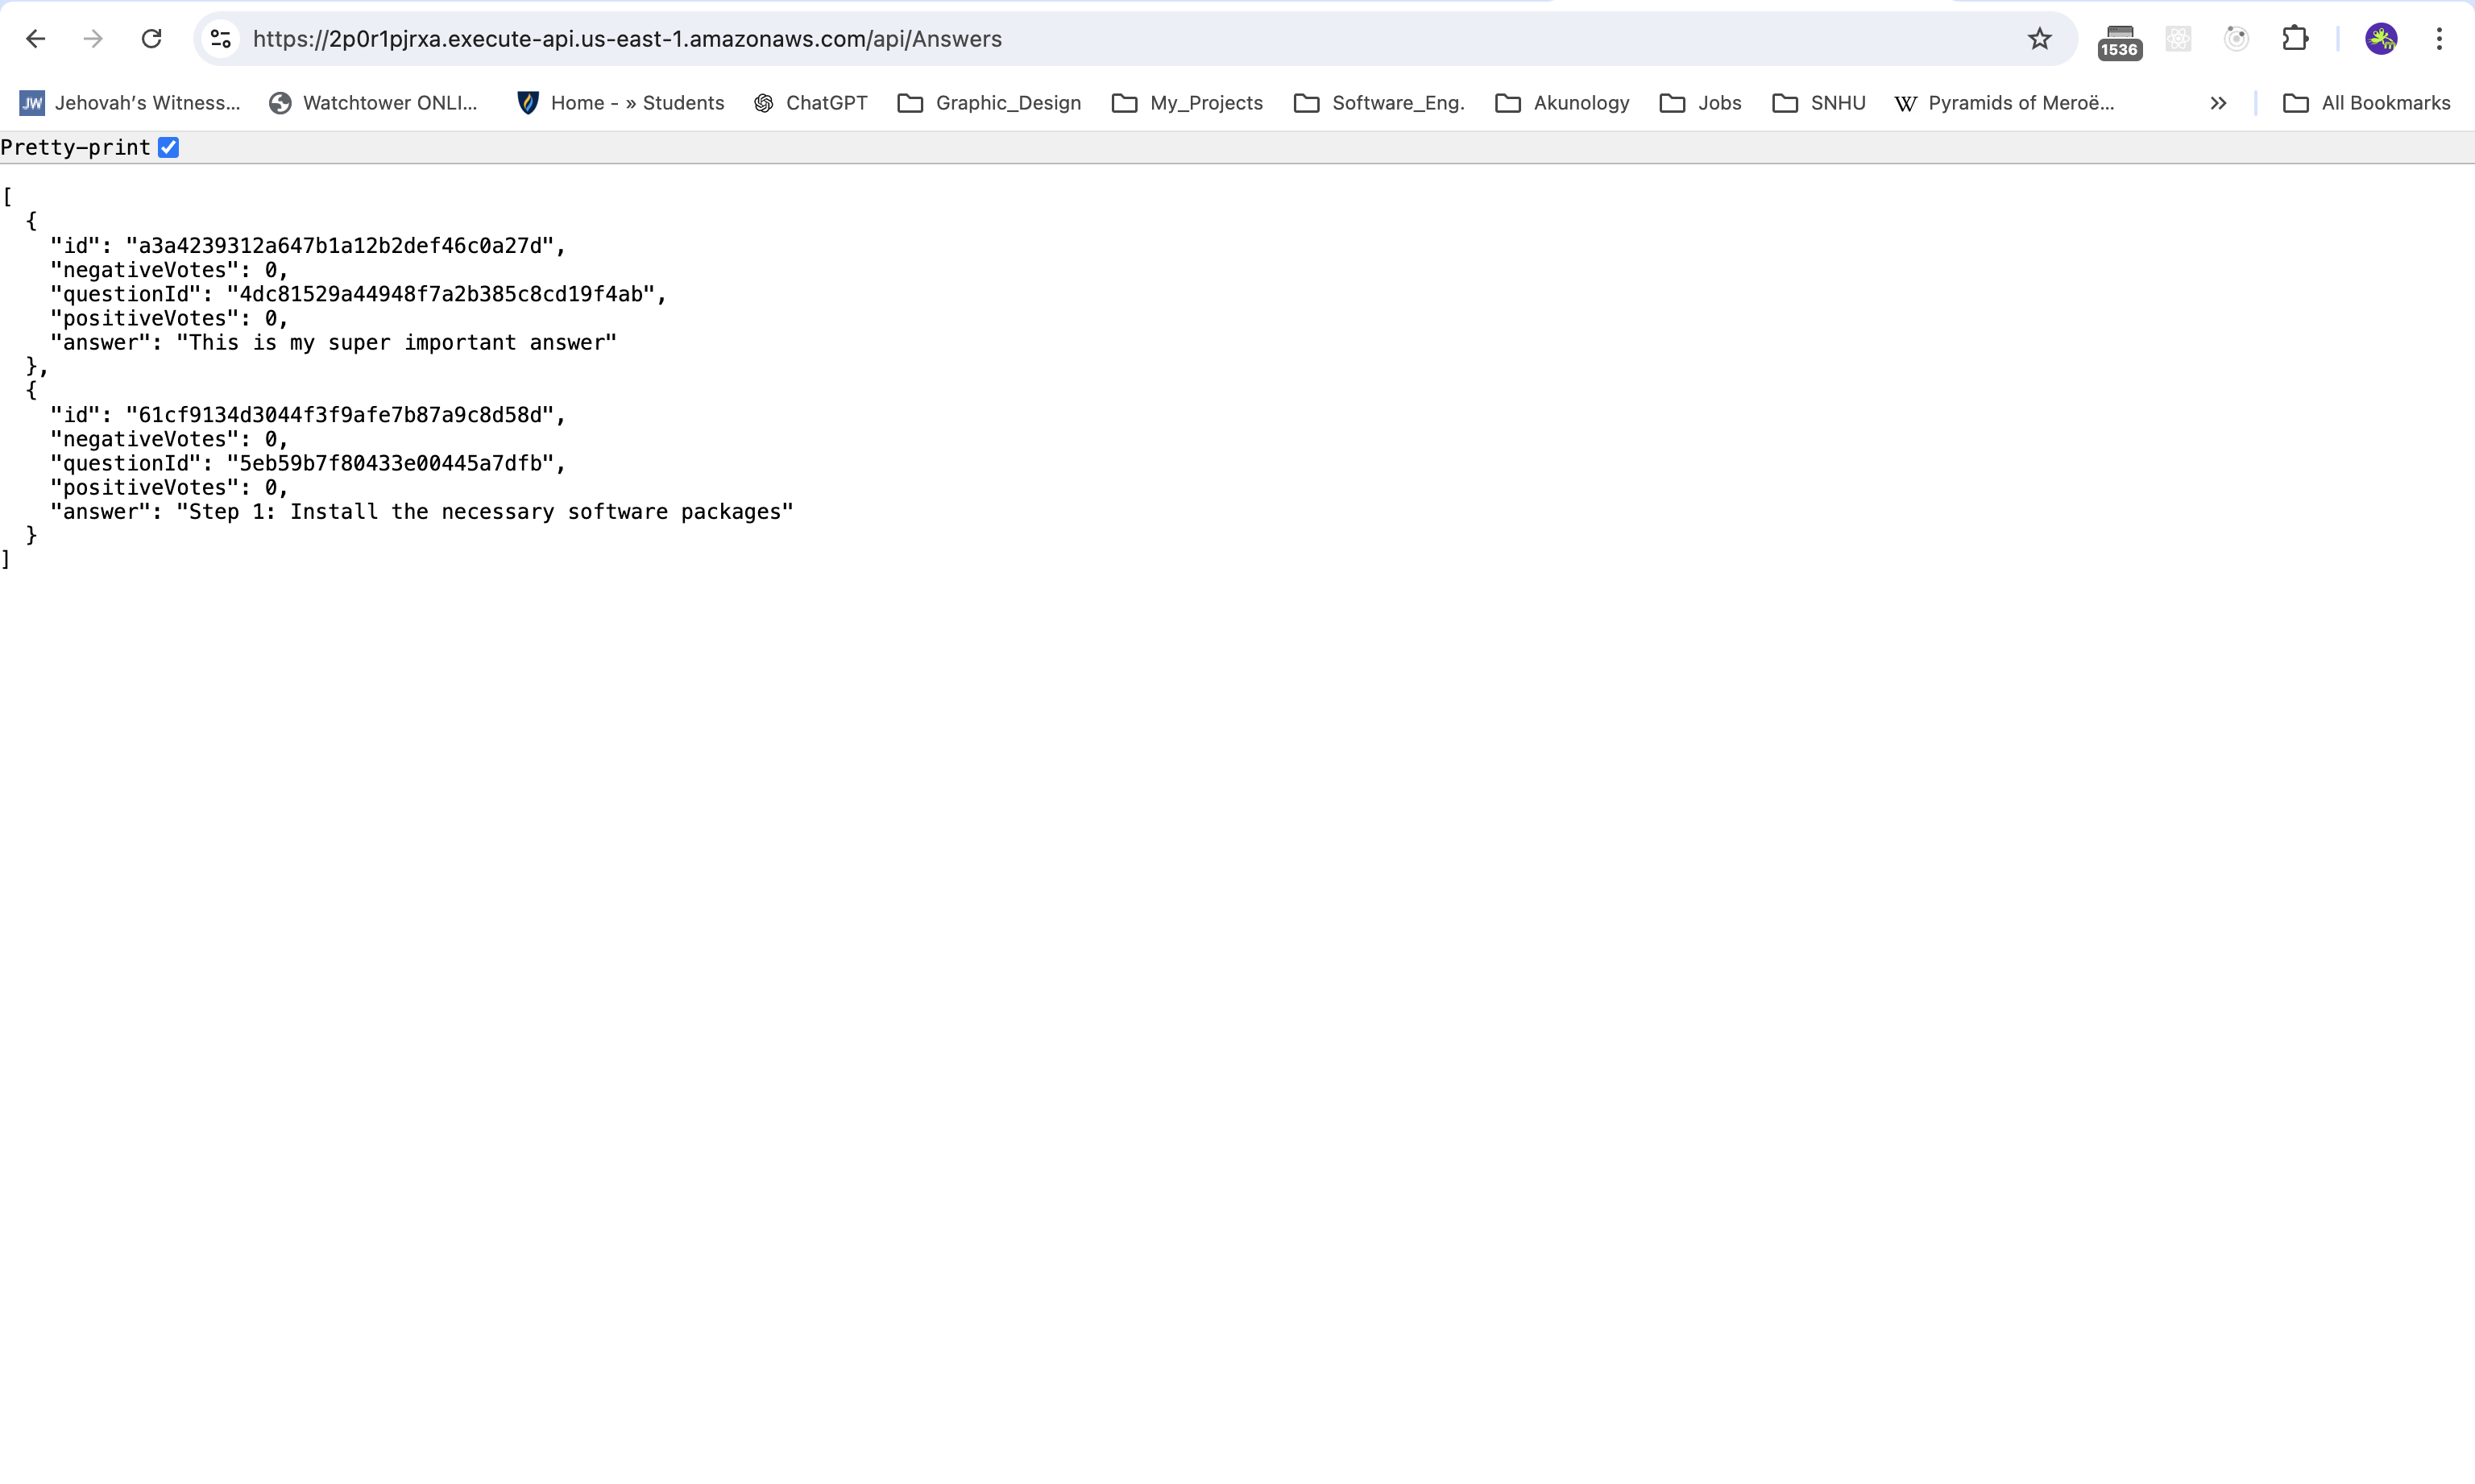 https://2p0r1pjrxa.execute-api.us-east-1.amazonaws.com/api/Answers
1536
JW Jehovah's Witness... Watchtower ONLI... Home - » Students ChatGPT Graphic_Design My_Projects Software_Eng. Akunology Jobs SNHU W Pyramids of Meroë... » All Bookmarks
Pretty-print
[
  {
    "id": "a3a4239312a647b1a12b2def46c0a27d",
    "negativeVotes": 0,
    "questionId": "4dc81529a44948f7a2b385c8cd19f4ab",
    "positiveVotes": 0,
    "answer": "This is my super important answer"
  },
  {
    "id": "61cf9134d3044f3f9afe7b87a9c8d58d",
    "negativeVotes": 0,
    "questionId": "5eb59b7f80433e00445a7dfb",
    "positiveVotes": 0,
    "answer": "Step 1: Install the necessary software packages"
  }
]